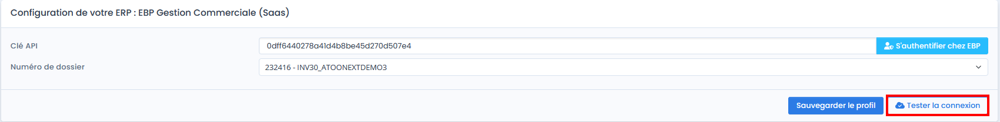 Configuration de votre ERP : EBP Gestion Commerciale (Saas)
Clé API
0dff6440278a41d4b8be45d270d507e4
S'authentifier chez EBP
Numéro de dossier
232416 - INV30_ATOONEXTDEMO3
Sauvegarder le profil
Tester la connexion